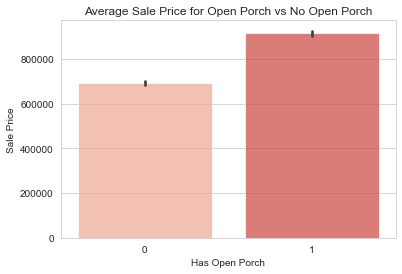 Average Sale Price for Open Porch vs No Open Porch
Sale Price
800000
600000
400000
200000
0
0 1
Has Open Porch